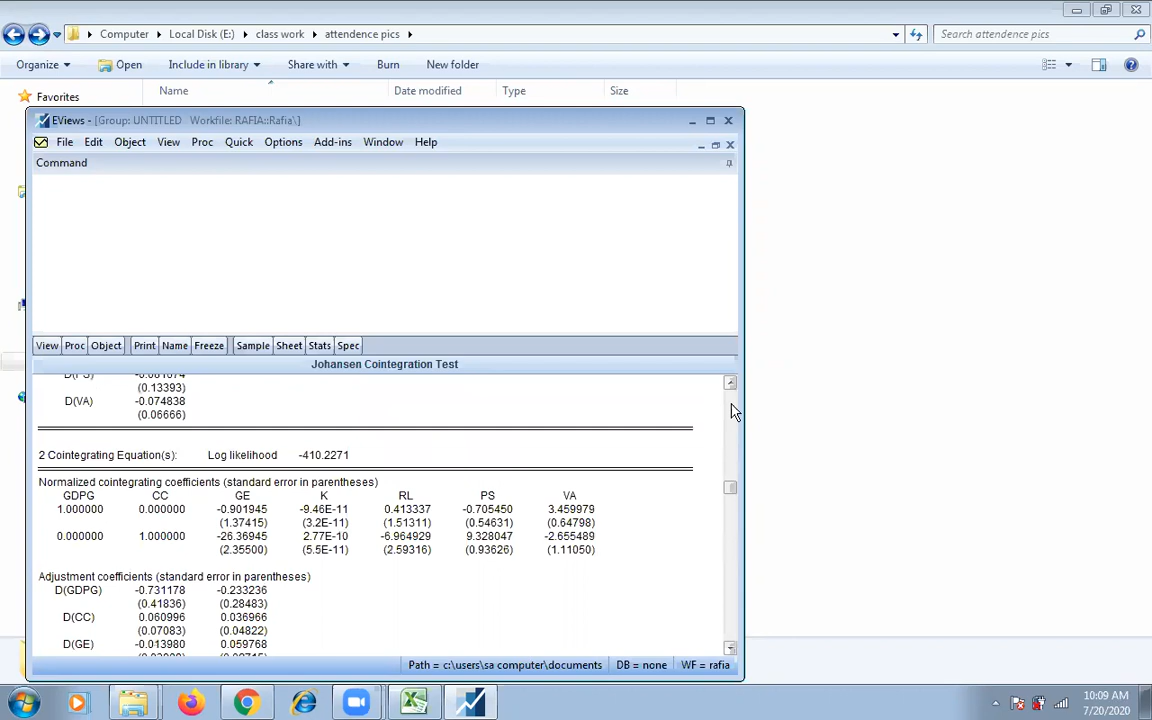 Computer Local Disk (E:) class work attendence pics
Search attendence pics
Organize Open Include in library Share with Burn New folder
Name Date modified Type Size
Favorites
EViews - [Group: UNTITLED Workfile: RAFIA::Rafia\]
File Edit Object View Proc Quick Options Add-ins Window Help
Command
View Proc Object Print Name Freeze Sample Sheet Stats Spec
Johansen Cointegration Test
D(PS) -0.081074
(0.13393)
D(VA) -0.074838
(0.06666)
2 Cointegrating Equation(s): Log likelihood -410.2271
Normalized cointegrating coefficients (standard error in parentheses)
GDPG CC GE K RL PS VA
1.000000 0.000000 -0.901945 -9.46E-11 0.413337 -0.705450 3.459979
(1.37415) (3.2E-11) (1.51311) (0.54631) (0.64798)
0.000000 1.000000 -26.36945 2.77E-10 -6.964929 9.328047 -2.655489
(2.35500) (5.5E-11) (2.59316) (0.93626) (1.11050)
Adjustment coefficients (standard error in parentheses)
D(GDPG) -0.731178 -0.233236
(0.41836) (0.28483)
D(CC) 0.060996 0.036966
(0.07083) (0.04822)
D(GE) -0.013980 0.059768
Path = c:\users\sa computer\documents DB = none WF = rafia
10:09 AM
7/20/2020